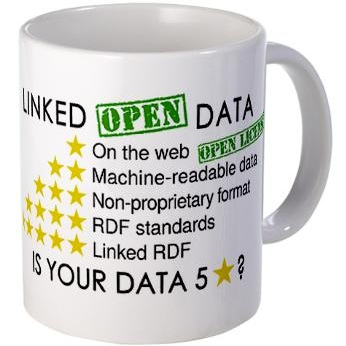 LINKED OPEN DATA
★ On the web OPEN LICENSE
★★ Machine-readable data
★★★ Non-proprietary format
★★★★ RDF standards
★★★★★ Linked RDF
IS YOUR DATA 5 ★ ?